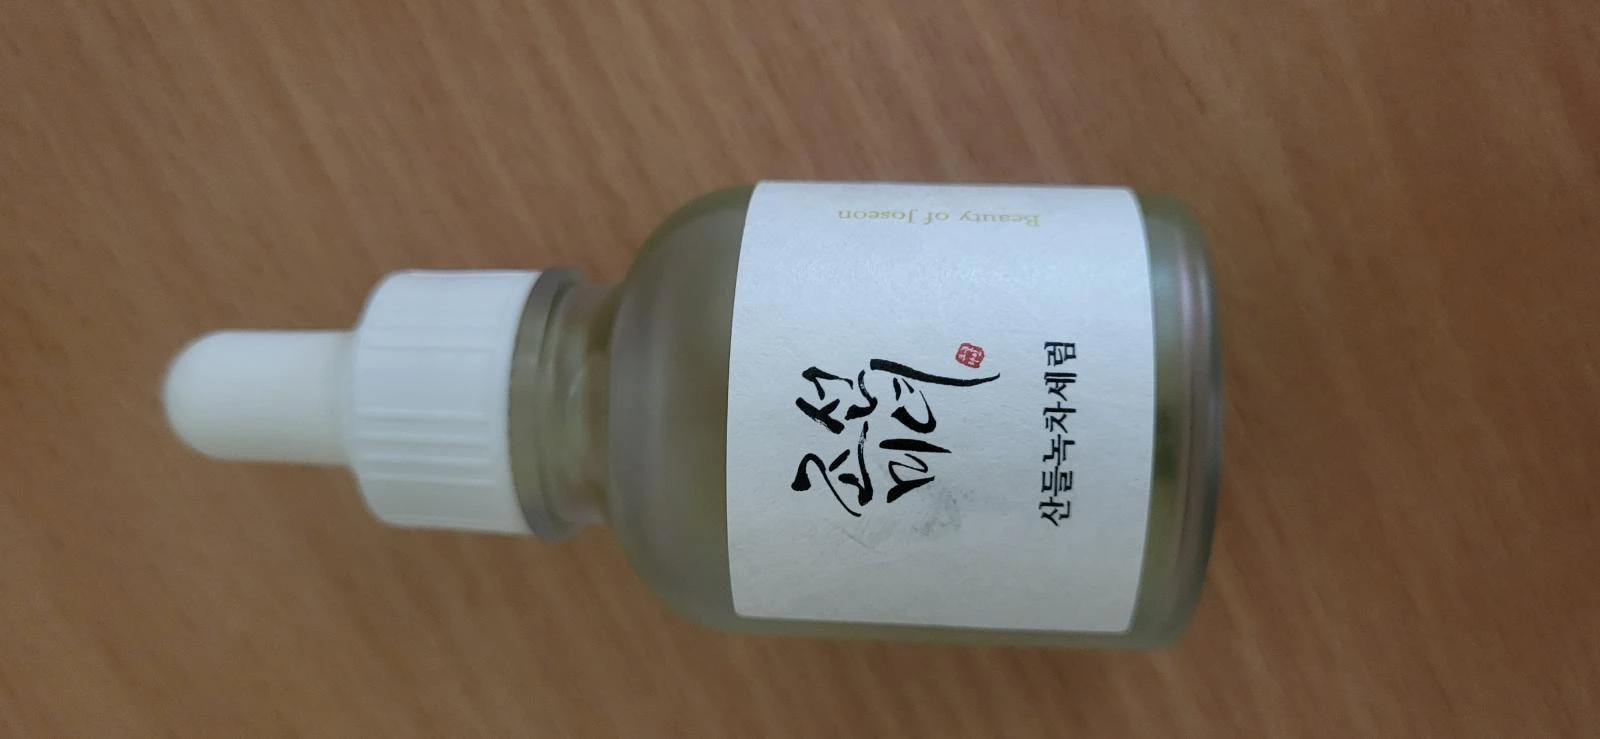 조선
미녀
산들녹차세럼
Beauty of Joseon